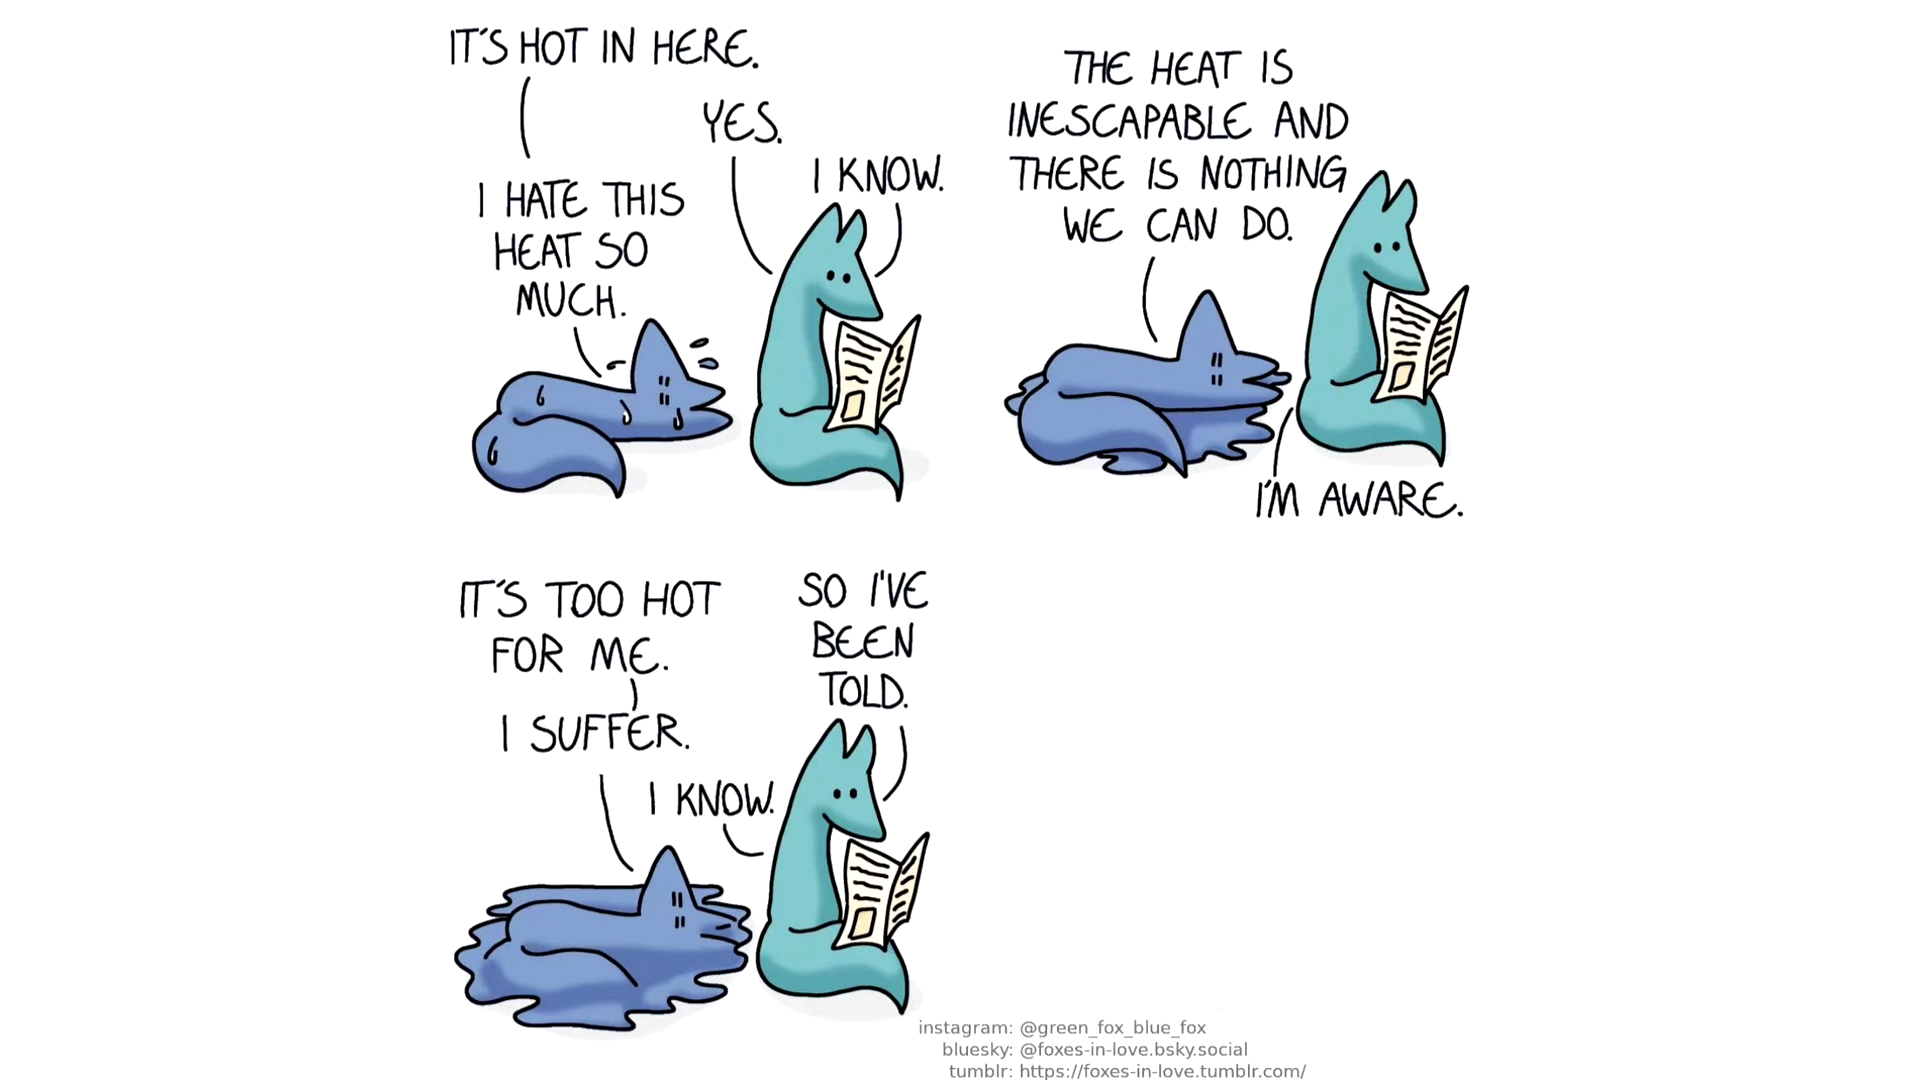 IT'S HOT IN HERE.
YES.
I KNOW.
I HATE THIS
HEAT SO
MUCH.
THE HEAT IS
INESCAPABLE AND
THERE IS NOTHING
WE CAN DO.
I'M AWARE.
IT'S TOO HOT
FOR ME.
I SUFFER.
I KNOW.
SO I'VE
BEEN
TOLD.
instagram: @green_fox_blue_fox
bluesky: @foxes-in-love.bsky.social
tumblr: https://foxes-in-love.tumblr.com/